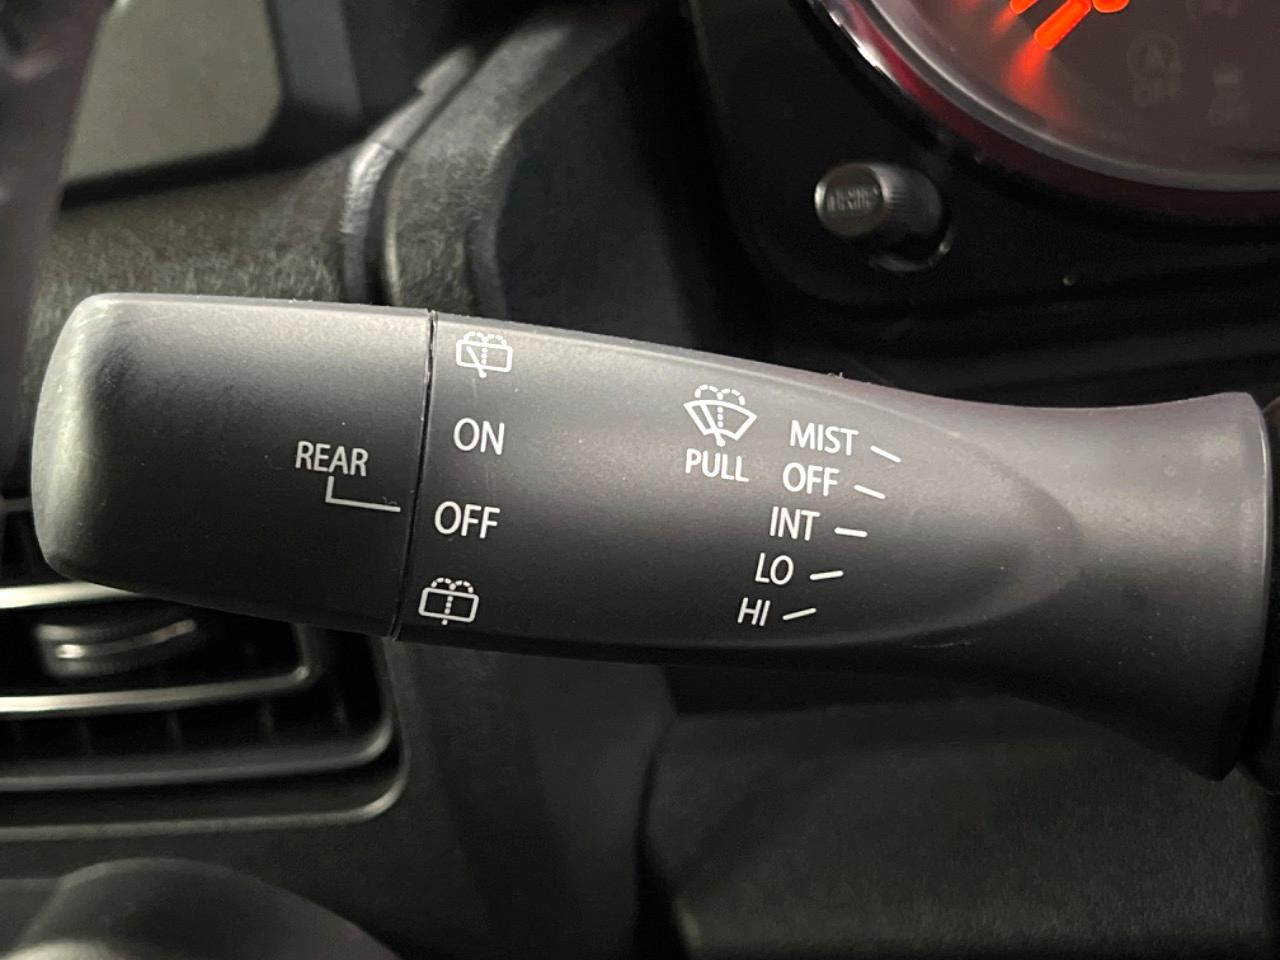 REAR
ON
OFF
PULL
MIST
OFF
INT
LO
HI